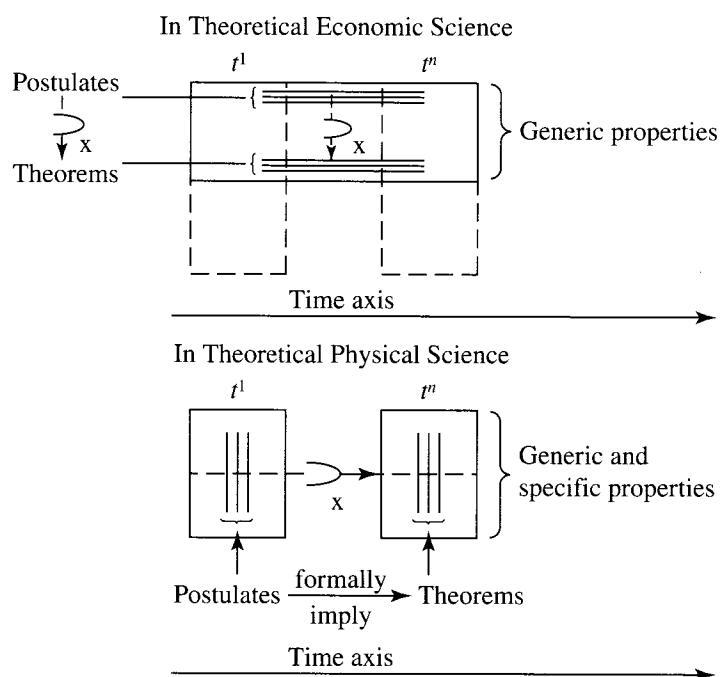 In Theoretical Economic Science
t¹ tⁿ
Postulates
x x
Theorems
Generic properties
Time axis
In Theoretical Physical Science
t¹ tⁿ
x
Generic and
specific properties
Postulates formally Theorems
imply
Time axis